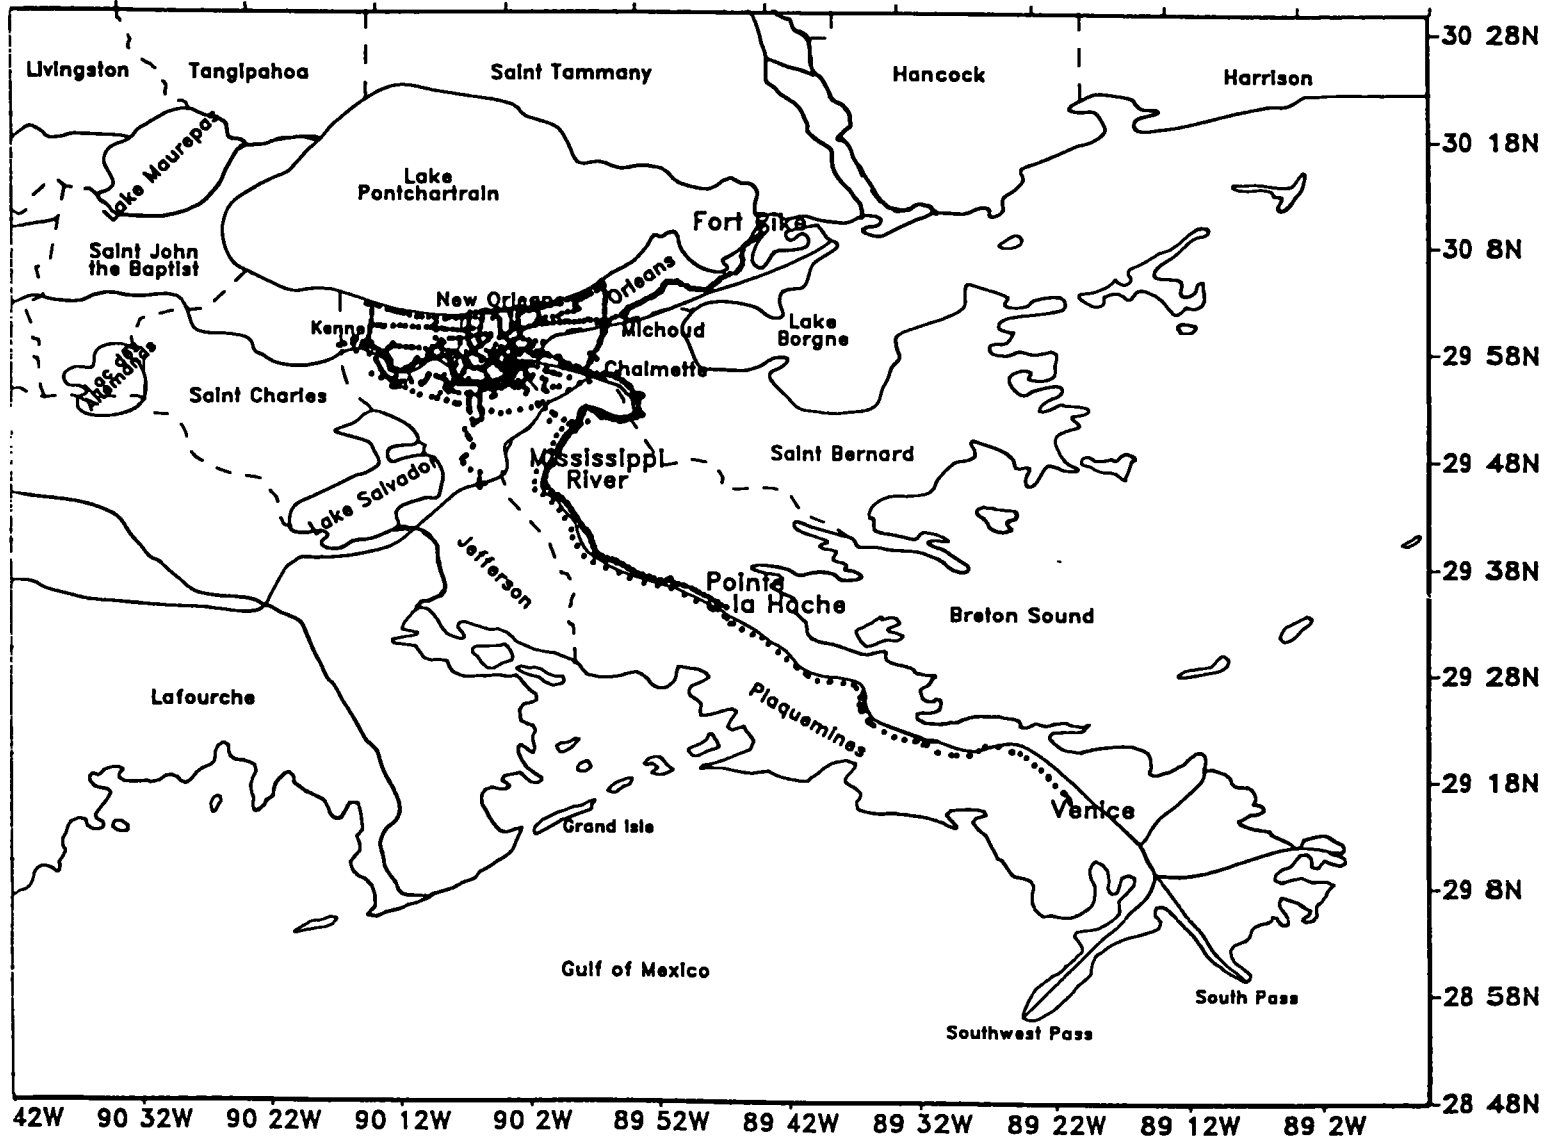 Livingston
Tangipahoa
Saint Tammany
Hancock
Harrison
30 28N
Lake Maurepas
30 18N
Lake
Pontchartrain
Fort Pike
Saint John
the Baptist
30 8N
Orleans
New Orleans
Kenner
Michoud
Lake
Borgne
29 58N
Lac des
Allemands
Chalmette
Saint Charles
Mississippi
River
Saint Bernard
29 48N
Lake Salvador
Jefferson
29 38N
Pointe
a la Hache
Breton Sound
29 28N
Lafourche
Plaquemines
29 18N
Venice
Grand Isle
29 8N
Gulf of Mexico
South Pass
28 58N
Southwest Pass
28 48N
42W
90 32W
90 22W
90 12W
90 2W
89 52W
89 42W
89 32W
89 22W
89 12W
89 2W